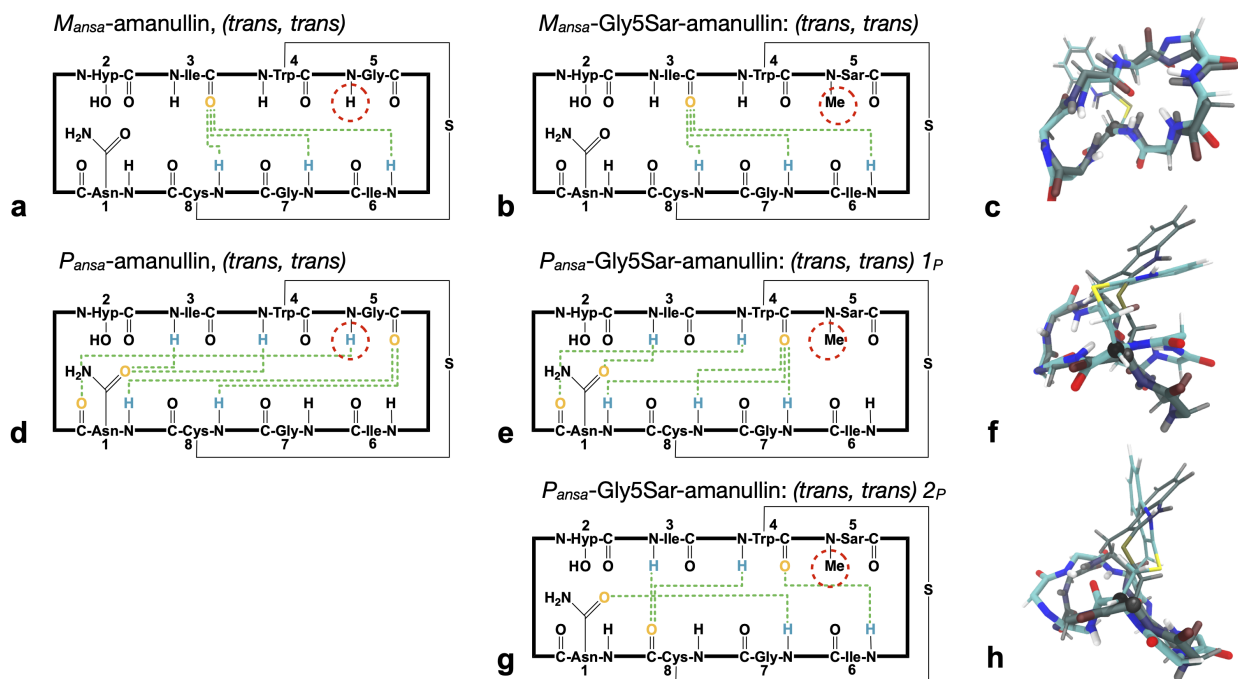 Mansa-amanullin, (trans, trans)
2 3 4 5
N-Hyp-C N-Ile-C N-Trp-C N-Gly-C
HO O H O H O H O
S
H₂N O
O H O H O H O H
C-Asn-N C-Cys-N C-Gly-N C-Ile-N
1 8 7 6
a
Mansa-Gly5Sar-amanullin: (trans, trans)
2 3 4 5
N-Hyp-C N-Ile-C N-Trp-C N-Sar-C
HO O H O H O Me O
S
H₂N O
O H O H O H O H
C-Asn-N C-Cys-N C-Gly-N C-Ile-N
1 8 7 6
b
c
Pansa-amanullin, (trans, trans)
2 3 4 5
N-Hyp-C N-Ile-C N-Trp-C N-Gly-C
HO O H O H O H O
S
H₂N O
O H O H O H O H
C-Asn-N C-Cys-N C-Gly-N C-Ile-N
1 8 7 6
d
Pansa-Gly5Sar-amanullin: (trans, trans) 1P
2 3 4 5
N-Hyp-C N-Ile-C N-Trp-C N-Sar-C
HO O H O H O Me O
S
H₂N O
O H O H O H O H
C-Asn-N C-Cys-N C-Gly-N C-Ile-N
1 8 7 6
e
f
Pansa-Gly5Sar-amanullin: (trans, trans) 2P
2 3 4 5
N-Hyp-C N-Ile-C N-Trp-C N-Sar-C
HO O H O H O Me O
S
H₂N O
O H O H O H H
C-Asn-N C-Cys-N C-Gly-N C-Ile-N
1 8 7 6
g
h